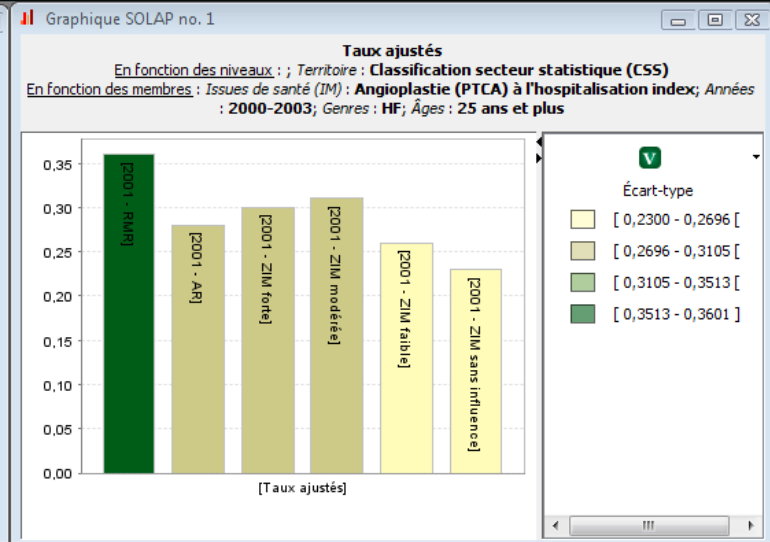 Graphique SOLAP no. 1
Taux ajustés
En fonction des niveaux : ; Territoire : Classification secteur statistique (CSS)
En fonction des membres : Issues de santé (IM) : Angioplastie (PTCA) à l'hospitalisation index; Années
: 2000-2003; Genres : HF; Âges : 25 ans et plus
0,35
0,30
0,25
0,20
0,15
0,10
0,05
0,00
[2001 - RMR]
[2001 - AR]
[2001 - ZIM forte]
[2001 - ZIM modérée]
[2001 - ZIM faible]
[2001 - ZIM sans influence]
[Taux ajustés]
V
Écart-type
[ 0,2300 - 0,2696 [
[ 0,2696 - 0,3105 [
[ 0,3105 - 0,3513 [
[ 0,3513 - 0,3601 ]